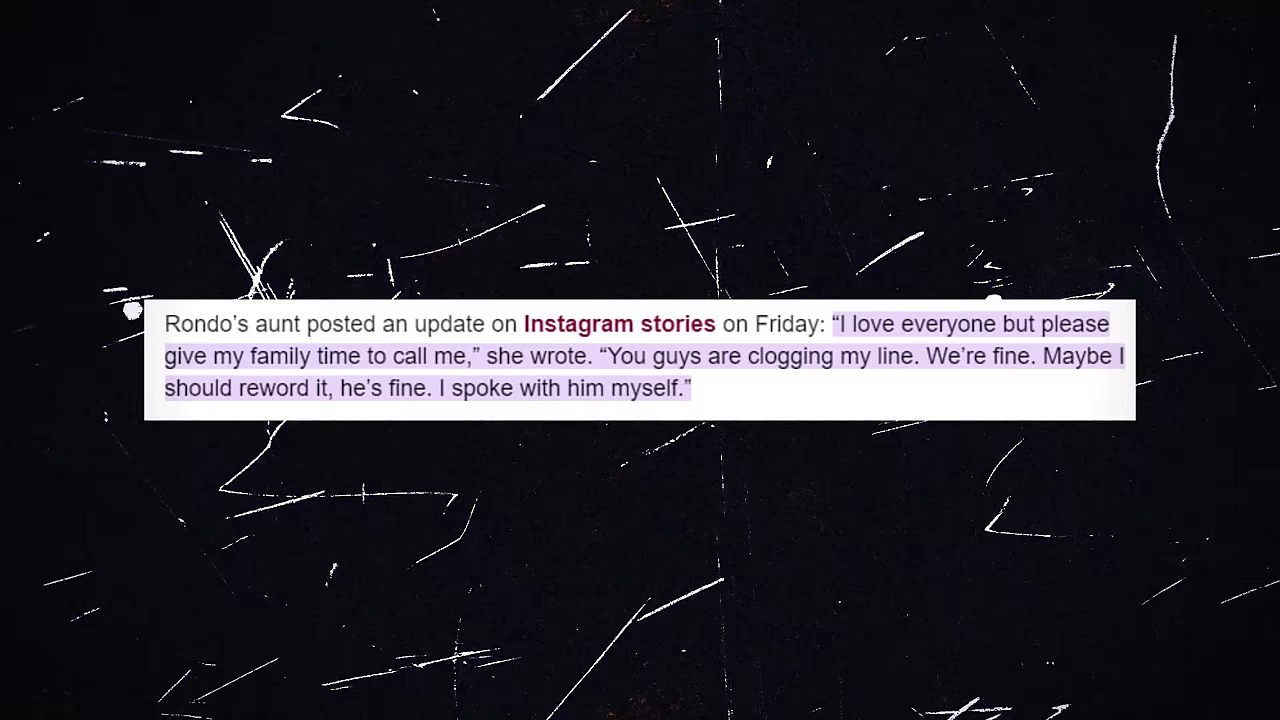 Rondo’s aunt posted an update on Instagram stories on Friday: “I love everyone but please
give my family time to call me,” she wrote. “You guys are clogging my line. We’re fine. Maybe I
should reword it, he’s fine. I spoke with him myself.”